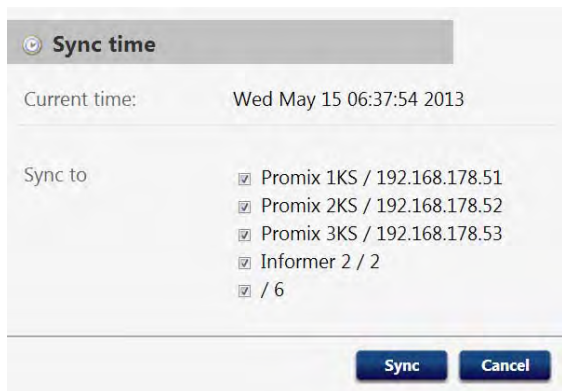 Sync time
Current time: Wed May 15 06:37:54 2013
Sync to Promix 1KS / 192.168.178.51
Promix 2KS / 192.168.178.52
Promix 3KS / 192.168.178.53
Informer 2 / 2
/ 6
Sync Cancel